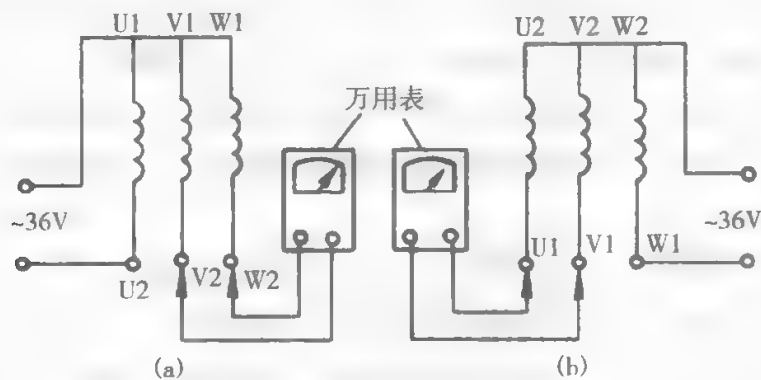 U1 V1 W1
U2 V2 W2
万用表
~36V
~36V
U2 V2 W2
U1 V1 W1
(a)
(b)